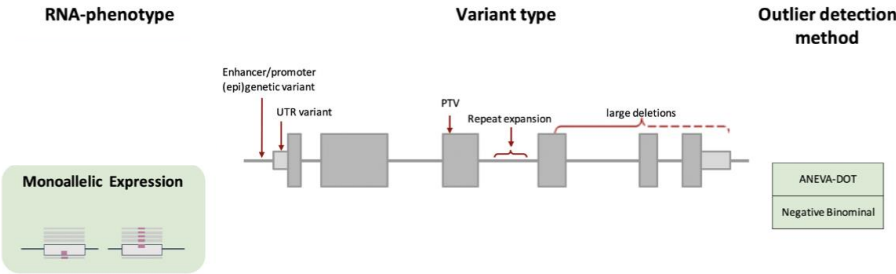 RNA-phenotype
Variant type
Outlier detection
method
Enhancer/promoter
(epi)genetic variant
UTR variant
PTV
Repeat expansion
large deletions
Monoallelic Expression
ANEVA-DOT
Negative Binominal